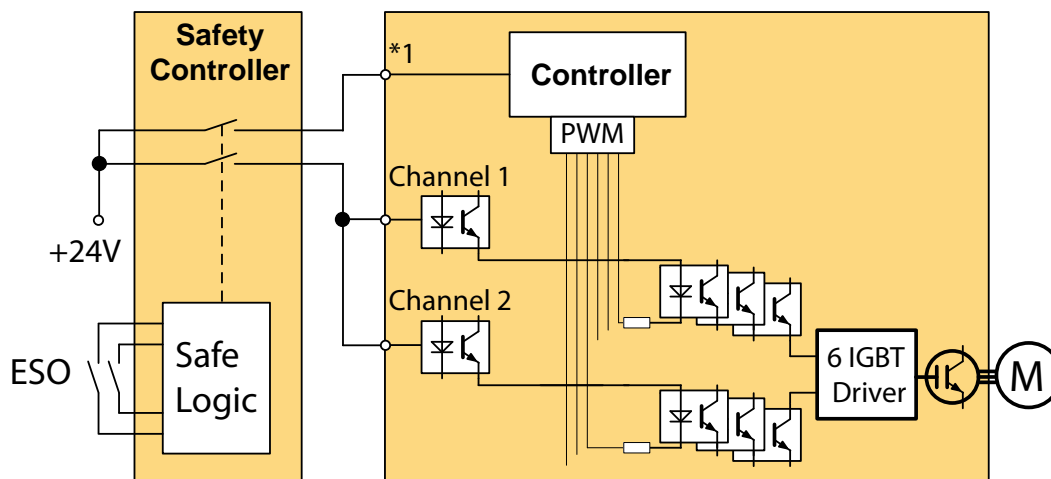 Safety
Controller
*1
Controller
PWM
Channel 1
+24V
Channel 2
ESO
Safe
Logic
6 IGBT
Driver
M